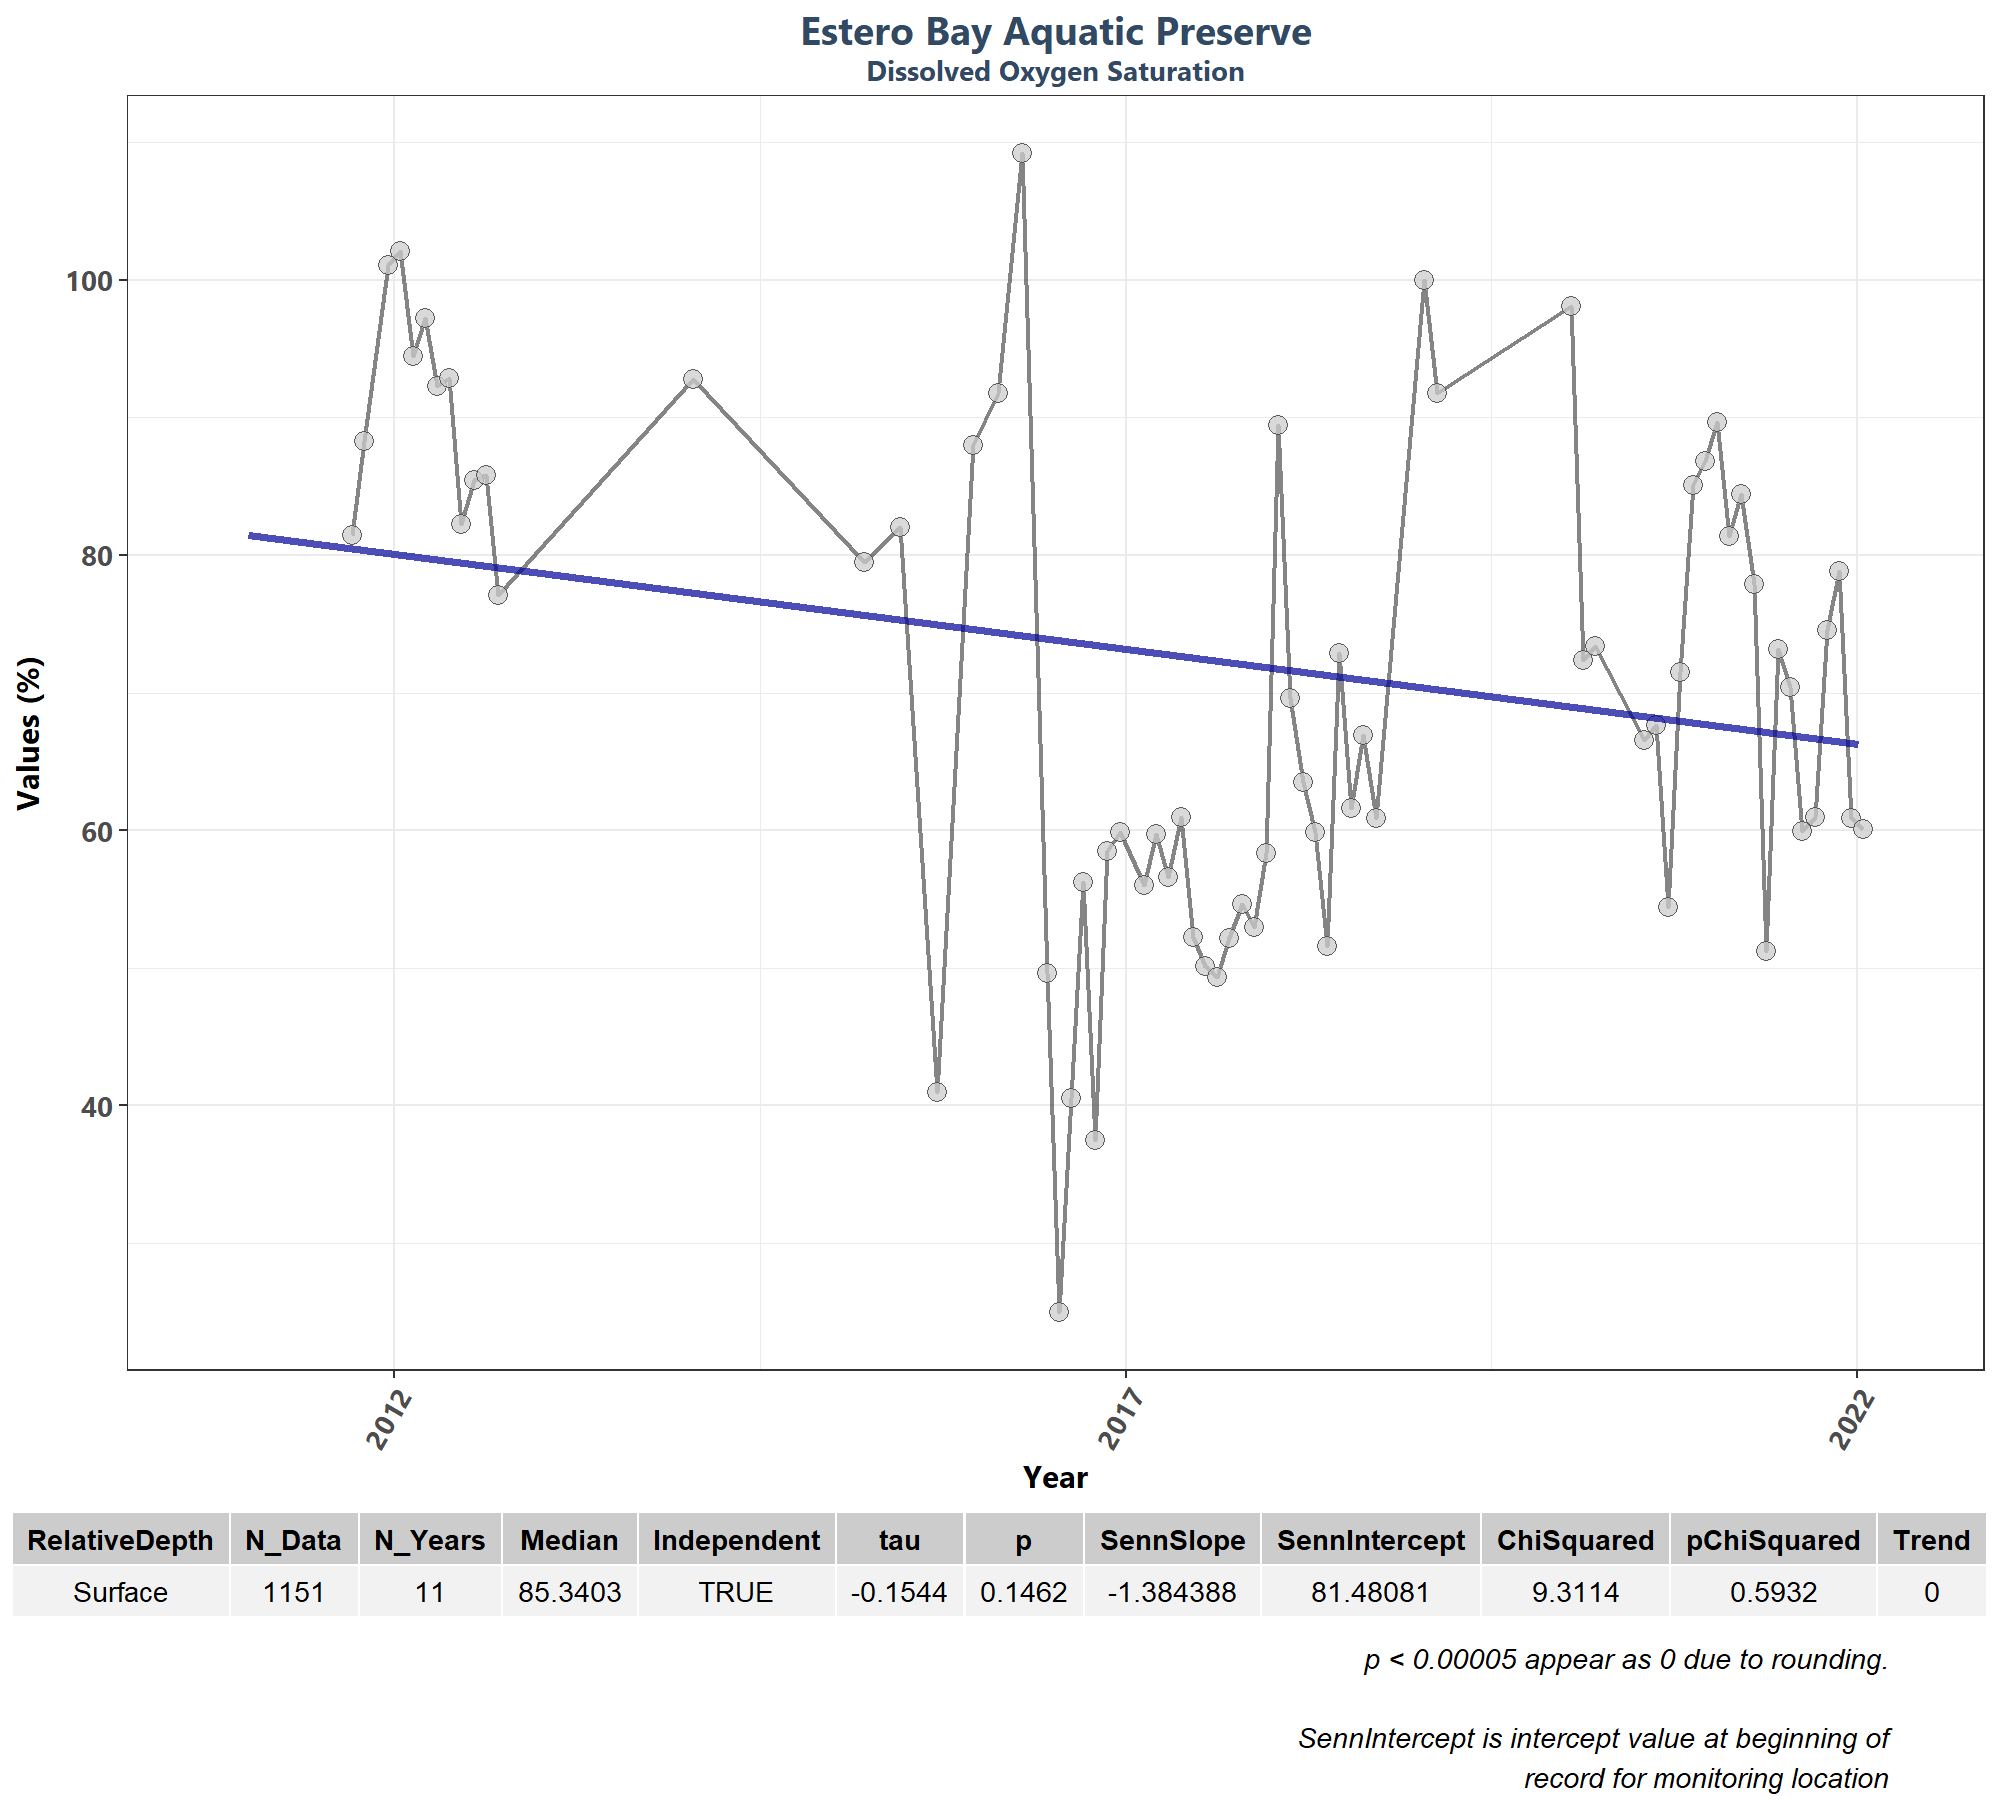 Estero Bay Aquatic Preserve
Dissolved Oxygen Saturation
100
80
60
40
Values (%)
2012
2017
2022
Year
RelativeDepth N_Data N_Years Median Independent tau p SennSlope SennIntercept ChiSquared pChiSquared Trend
Surface 1151 11 85.3403 TRUE -0.1544 0.1462 -1.384388 81.48081 9.3114 0.5932 0
p < 0.00005 appear as 0 due to rounding.
SennIntercept is intercept value at beginning of
record for monitoring location